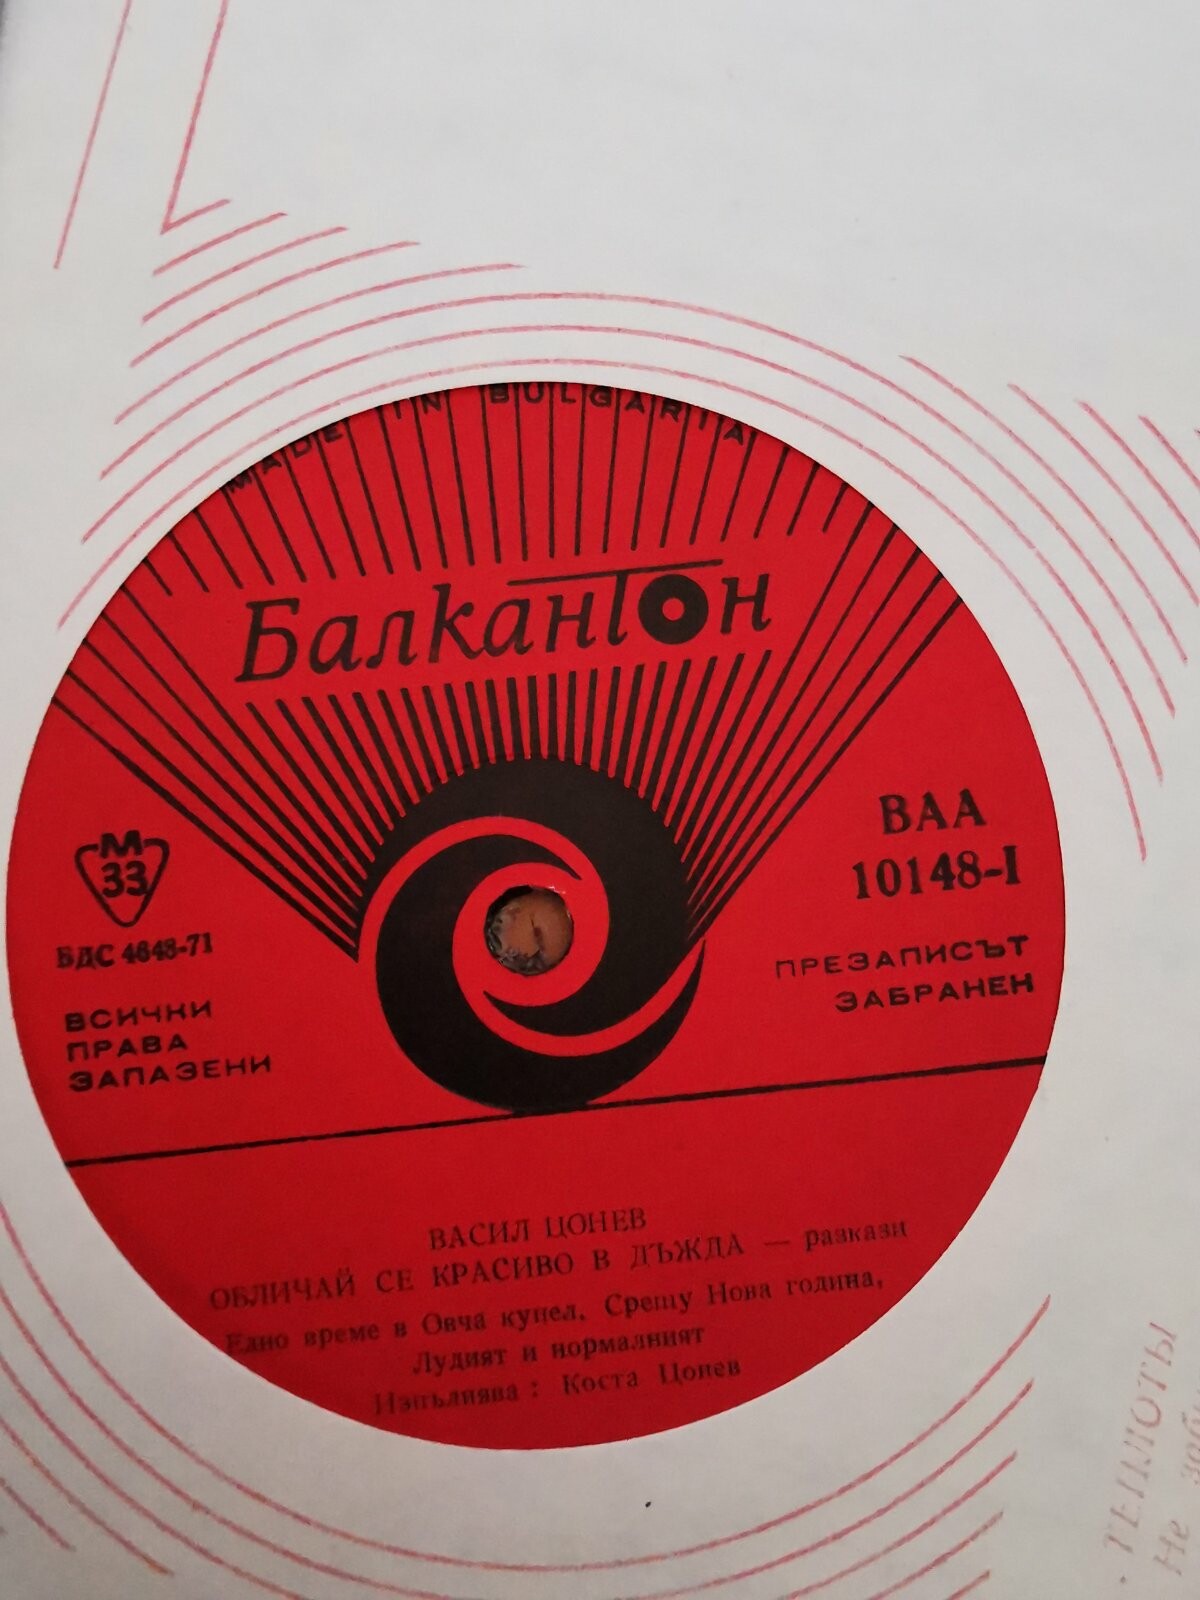 MADE IN BULGARIA
Балкантон
М
33
БДС 4648-71
ВСИЧКИ
ПРАВА
ЗАПАЗЕНИ
ВАА
10148-I
ПРЕЗАПИСЪТ
ЗАБРАНЕН
ВАСИЛ ЦОНЕВ
ОБЛИЧАЙ СЕ КРАСИВО В ДЪЖДА — разкази
Едно време в Овча купел, Срещу Нова година,
Лудият и нормалният
Изпълнява : Коста Цонев
Не